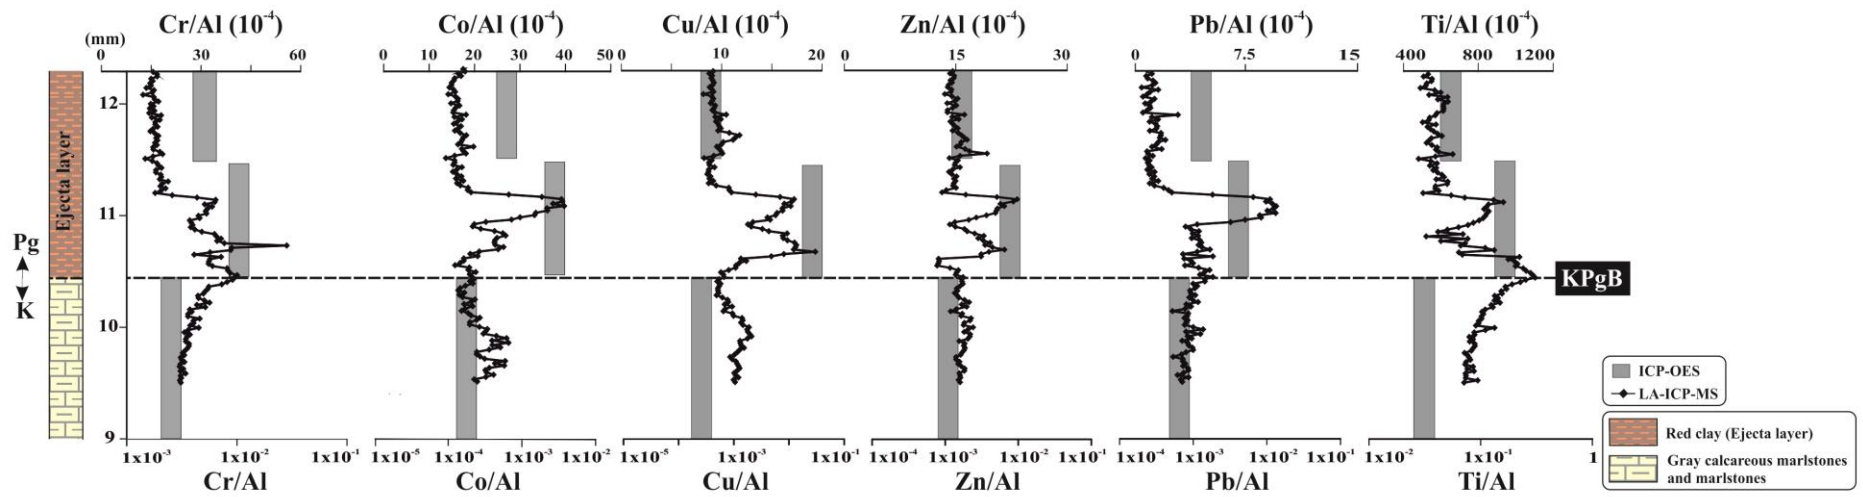 Cr/Al (10⁻⁴) Co/Al (10⁻⁴) Cu/Al (10⁻⁴) Zn/Al (10⁻⁴) Pb/Al (10⁻⁴) Ti/Al (10⁻⁴)
(mm)
0 30 60 0 10 20 30 40 50 0 10 20 0 15 30 0 7.5 15 400 800 1200
12
Ejecta layer
11
Pg
KPgB
K
10
9
ICP-OES
LA-ICP-MS
Red clay (Ejecta layer)
Gray calcareous marlstones
and marlstones
1x10⁻³ 1x10⁻² 1x10⁻¹ 1x10⁻⁵ 1x10⁻⁴ 1x10⁻³ 1x10⁻² 1x10⁻⁵ 1x10⁻³ 1x10⁻¹ 1x10⁻⁴ 1x10⁻³ 1x10⁻² 1x10⁻¹ 1x10⁻⁴ 1x10⁻³ 1x10⁻² 1x10⁻¹ 1x10⁻² 1x10⁻¹ 1
Cr/Al Co/Al Cu/Al Zn/Al Pb/Al Ti/Al